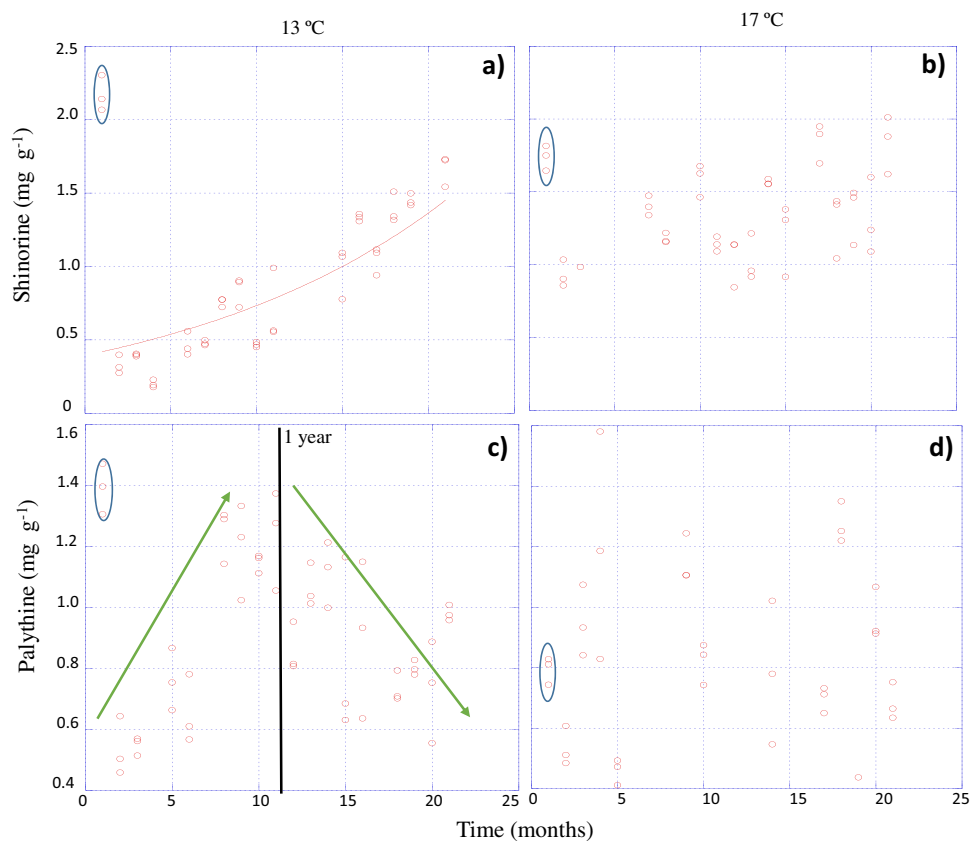 13 ºC
17 ºC
a)
b)
2.5
2.0
1.5
1.0
0.5
0
Shinorine (mg g⁻¹)
c)
d)
1 year
1.6
1.4
1.2
1.0
0.8
0.6
0.4
Palythine (mg g⁻¹)
0 5 10 15 20 25
0 5 10 15 20 25
Time (months)